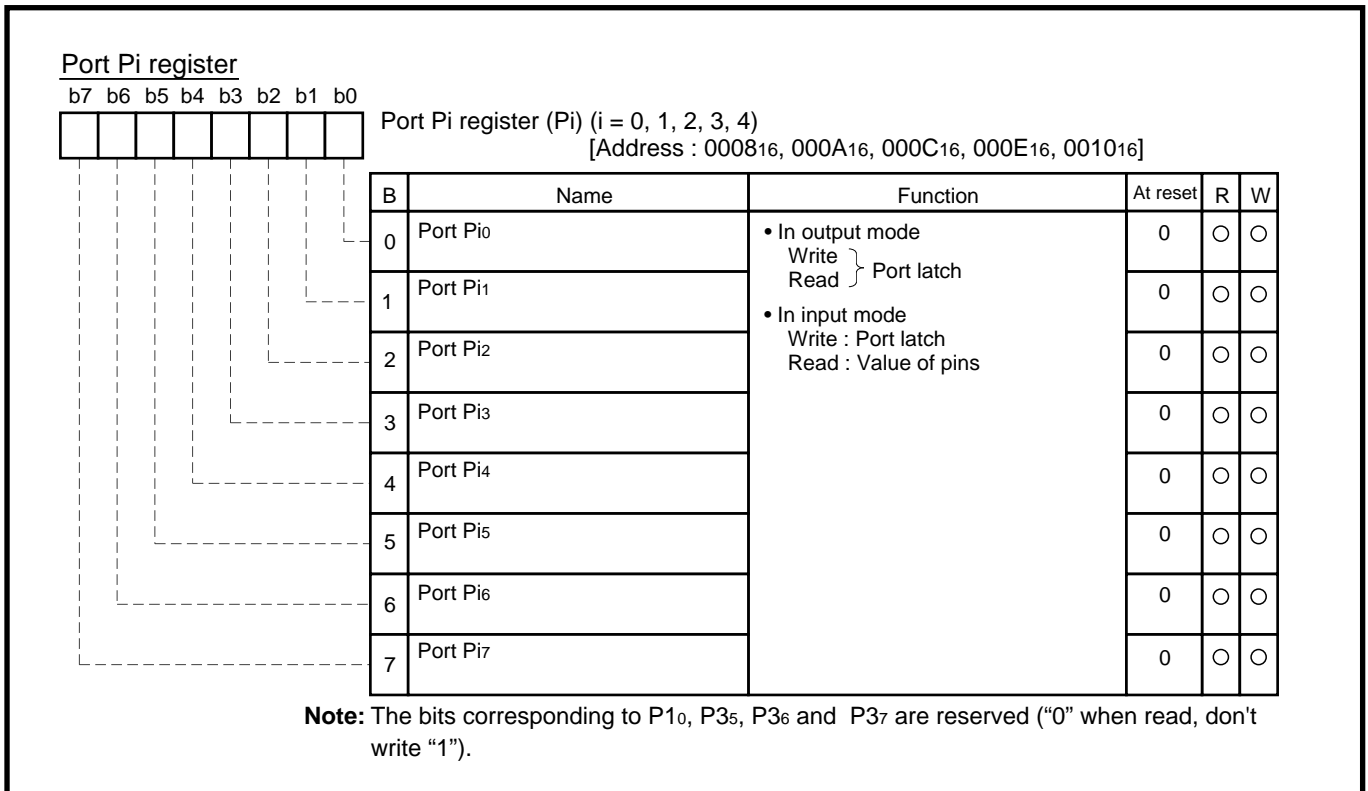 Port Pi register
b7 b6 b5 b4 b3 b2 b1 b0
Port Pi register (Pi) (i = 0, 1, 2, 3, 4)
[Address : 000816, 000A16, 000C16, 000E16, 001016]
B Name Function At reset R W
0 Port Pi0 • In output mode 0 ○ ○
Write
Read } Port latch
1 Port Pi1 0 ○ ○
• In input mode
Write : Port latch
2 Port Pi2 Read : Value of pins 0 ○ ○
3 Port Pi3 0 ○ ○
4 Port Pi4 0 ○ ○
5 Port Pi5 0 ○ ○
6 Port Pi6 0 ○ ○
7 Port Pi7 0 ○ ○
Note: The bits corresponding to P10, P35, P36 and P37 are reserved (“0” when read, don't
write “1”).